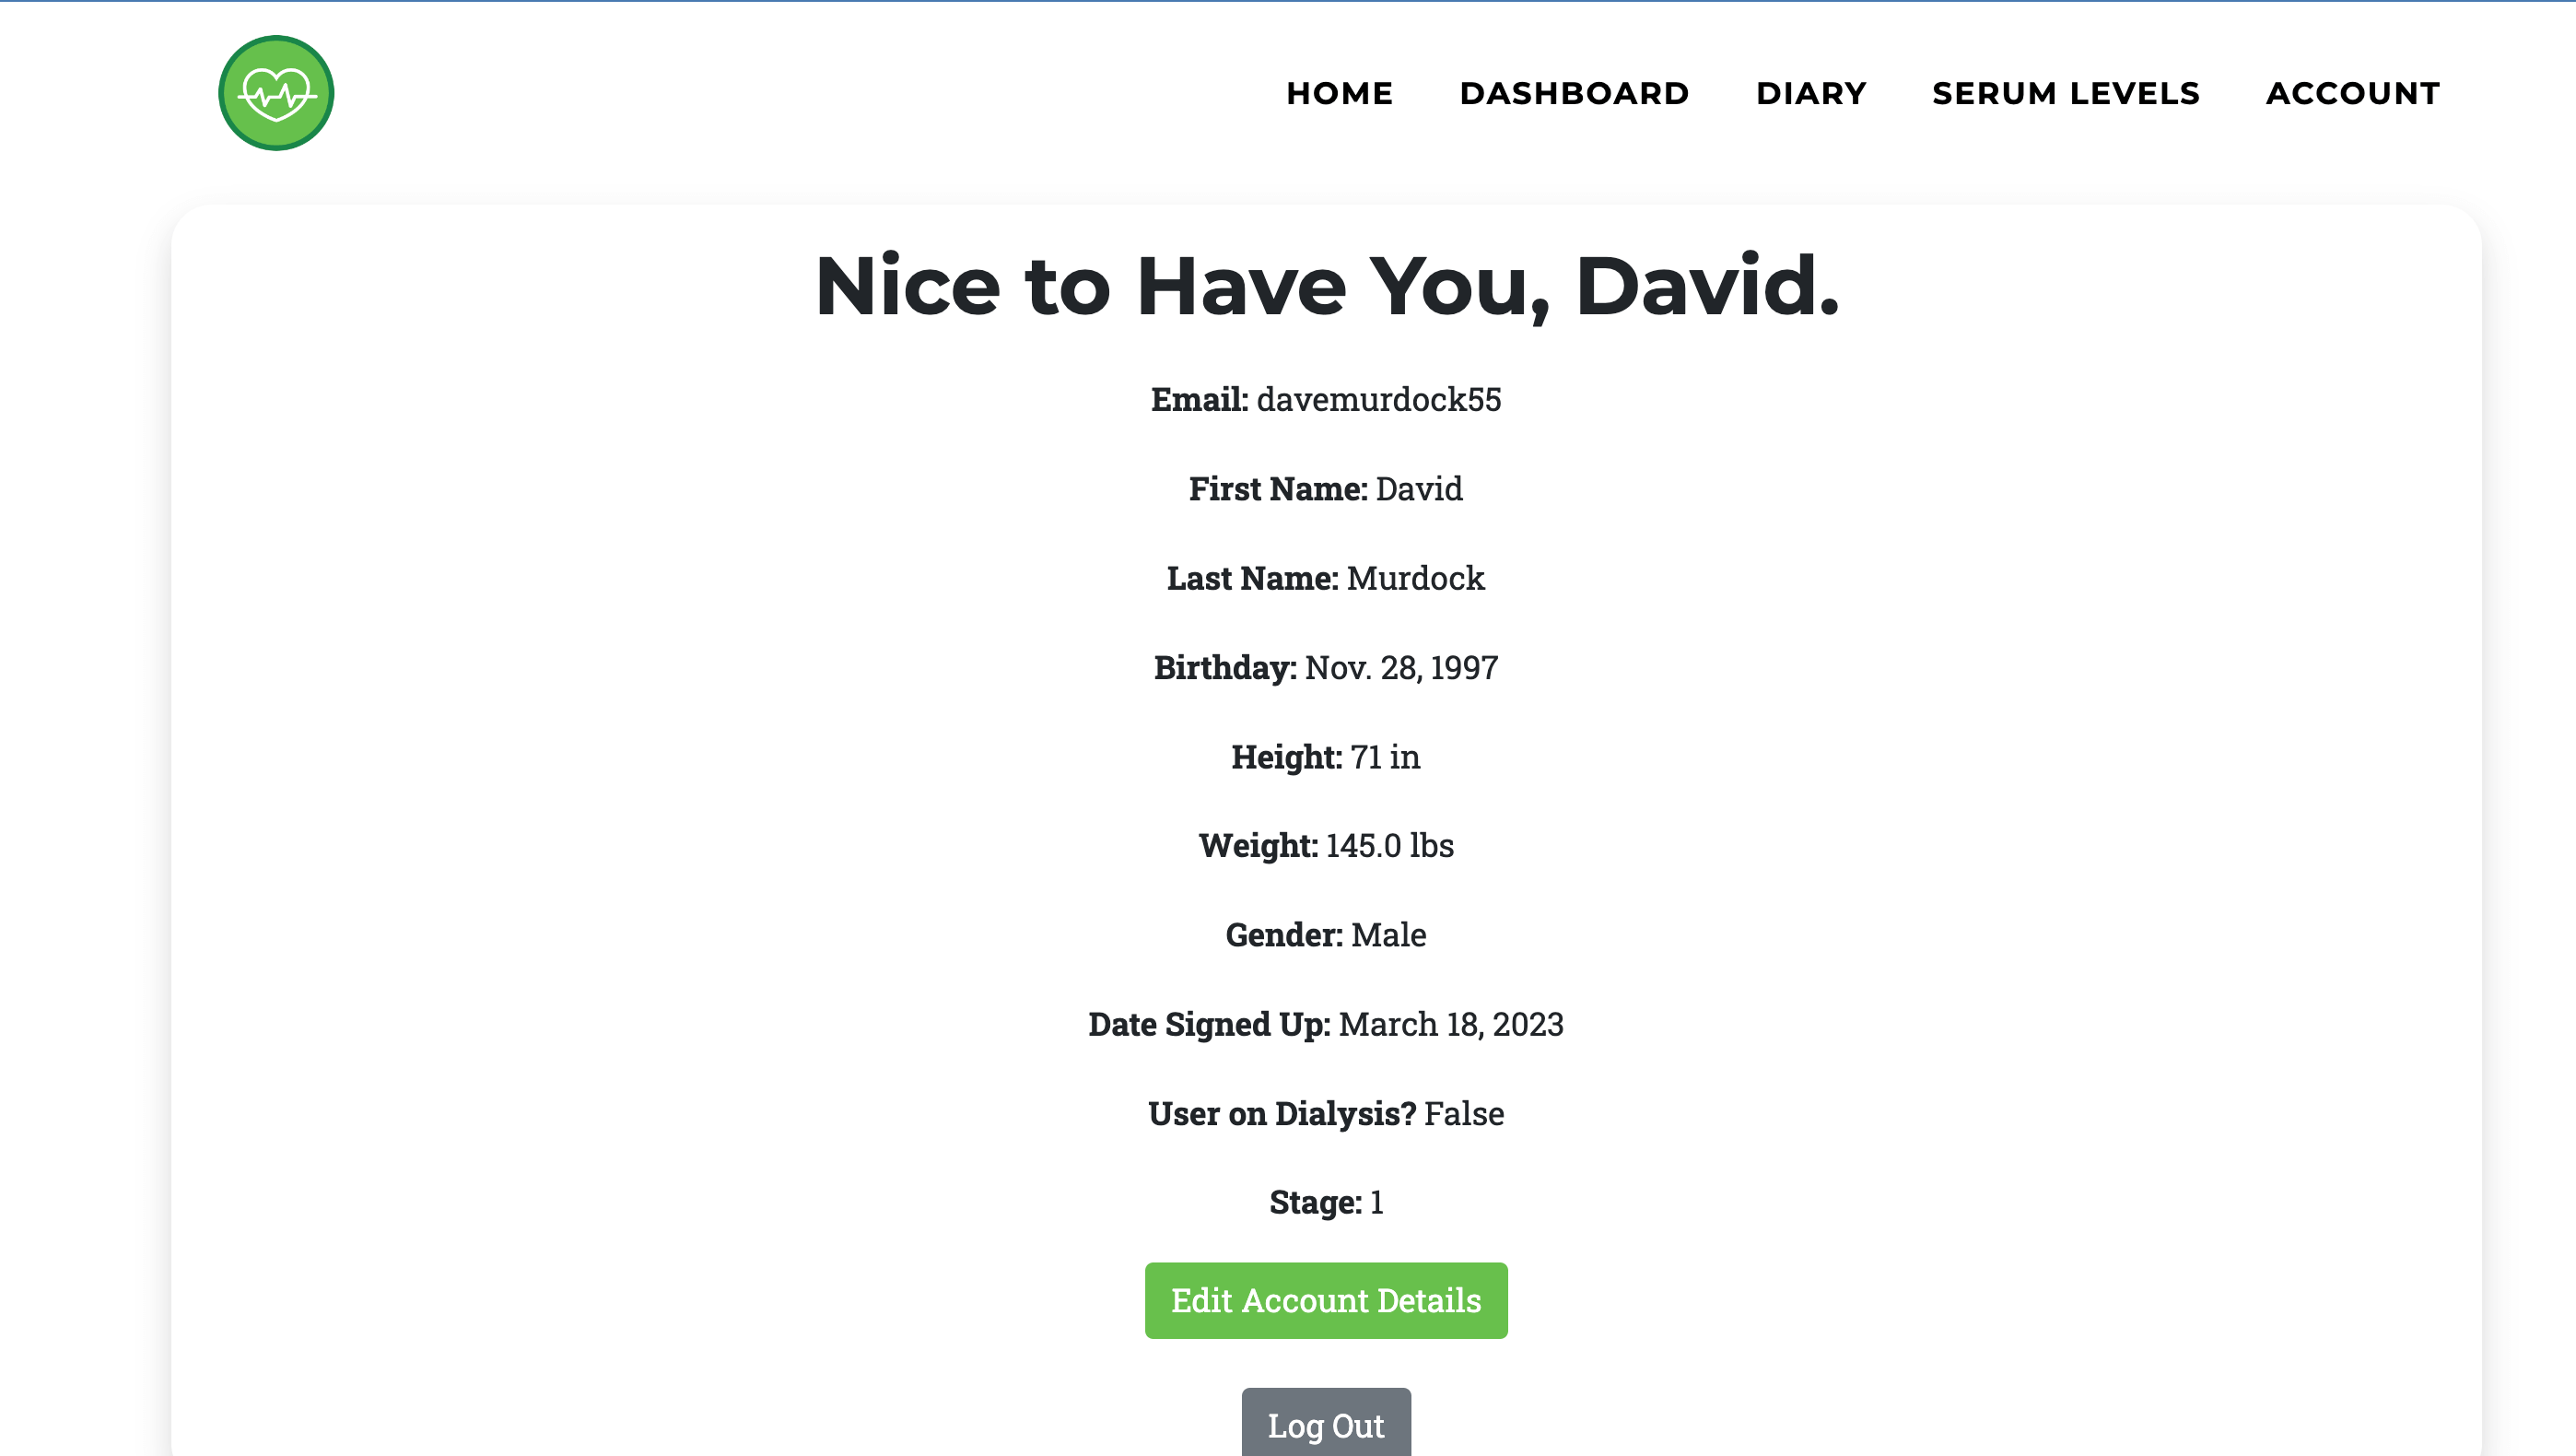 HOME DASHBOARD DIARY SERUM LEVELS ACCOUNT
Nice to Have You, David.
Email: davemurdock55
First Name: David
Last Name: Murdock
Birthday: Nov. 28, 1997
Height: 71 in
Weight: 145.0 lbs
Gender: Male
Date Signed Up: March 18, 2023
User on Dialysis? False
Stage: 1
Edit Account Details
Log Out